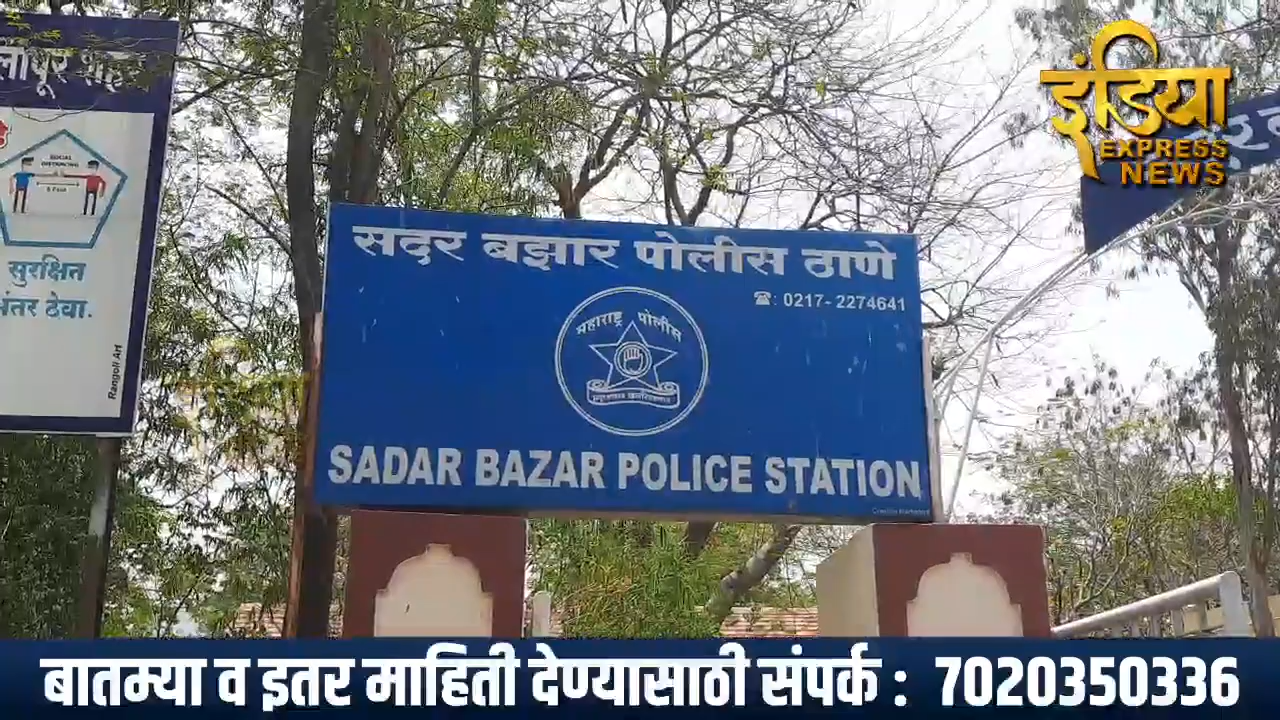 SOCIAL
DISTANCING
6 Feet
सुरक्षित
अंतर ठेवा.
Rangoli Art
सदर बझार पोलीस ठाणे
☎: 0217- 2274641
महाराष्ट्र पोलीस
SADAR BAZAR POLICE STATION
इंडिया
EXPRESS
NEWS
बातम्या व इतर माहिती देण्यासाठी संपर्क : 7020350336